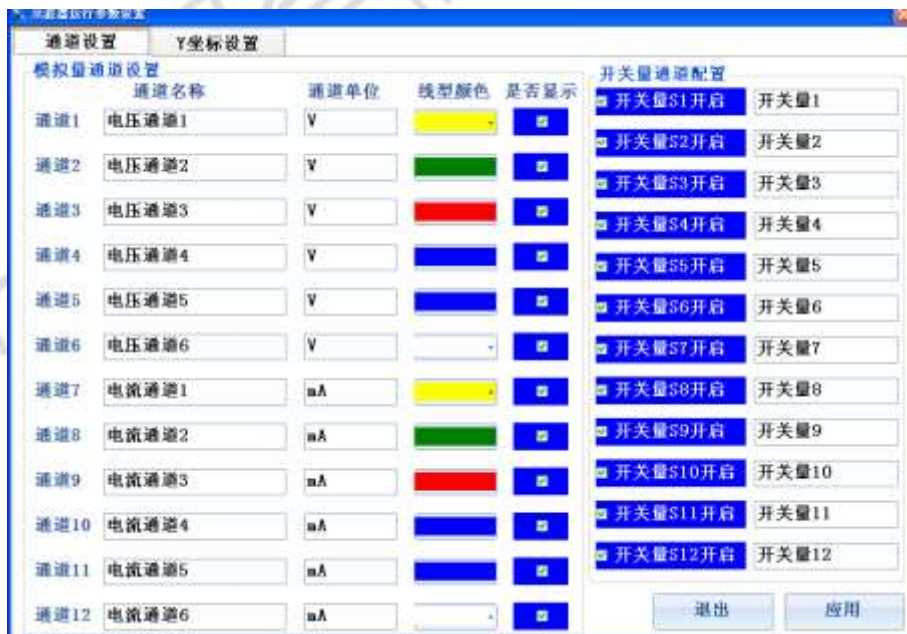 示波器运行参数设置
通道设置 Y坐标设置
模拟量通道设置
通道名称 通道单位 线型颜色 是否显示
通道1 电压通道1 V
通道2 电压通道2 V
通道3 电压通道3 V
通道4 电压通道4 V
通道5 电压通道5 V
通道6 电压通道6 V
通道7 电流通道1 mA
通道8 电流通道2 mA
通道9 电流通道3 mA
通道10 电流通道4 mA
通道11 电流通道5 mA
通道12 电流通道6 mA
开关量通道配置
开关量S1开启 开关量1
开关量S2开启 开关量2
开关量S3开启 开关量3
开关量S4开启 开关量4
开关量S5开启 开关量5
开关量S6开启 开关量6
开关量S7开启 开关量7
开关量S8开启 开关量8
开关量S9开启 开关量9
开关量S10开启 开关量10
开关量S11开启 开关量11
开关量S12开启 开关量12
退出 应用